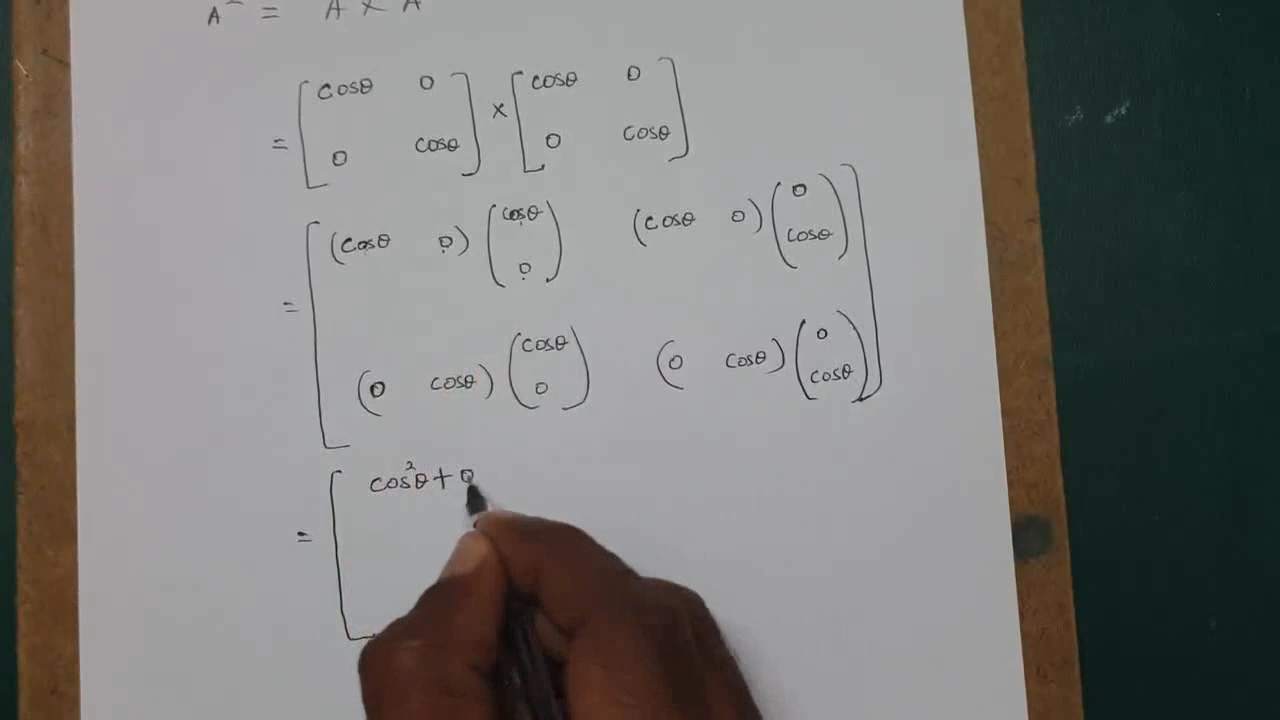 A² = A × A
= [ cosθ 0 ] × [ cosθ 0 ]
[ 0 cosθ ] [ 0 cosθ ]
= [ (cosθ 0) ( cosθ ) (cosθ 0) ( 0 ) ]
( 0 ) ( cosθ )
(0 cosθ) ( cosθ ) (0 cosθ) ( 0 )
( 0 ) ( cosθ )
= [ cos²θ + 0